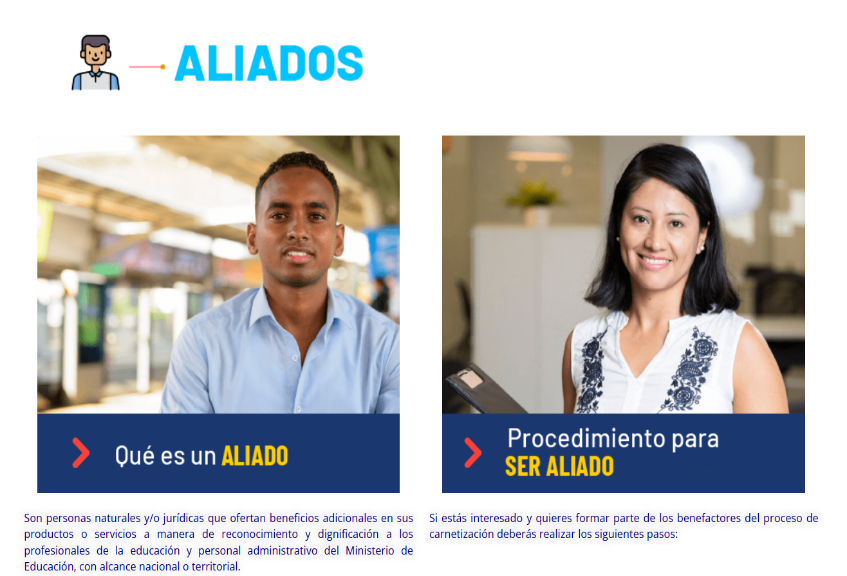 ALIADOS
Qué es un ALIADO
Procedimiento para
SER ALIADO
Son personas naturales y/o jurídicas que ofertan beneficios adicionales en sus
productos o servicios a manera de reconocimiento y dignificación a los
profesionales de la educación y personal administrativo del Ministerio de
Educación, con alcance nacional o territorial.
Si estás interesado y quieres formar parte de los benefactores del proceso de
carnetización deberás realizar los siguientes pasos: